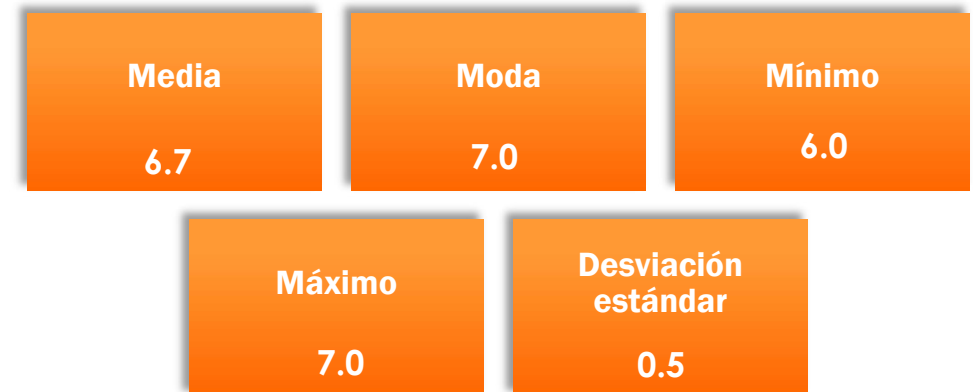 Media
6.7
Moda
7.0
Mínimo
6.0
Máximo
7.0
Desviación
estándar
0.5